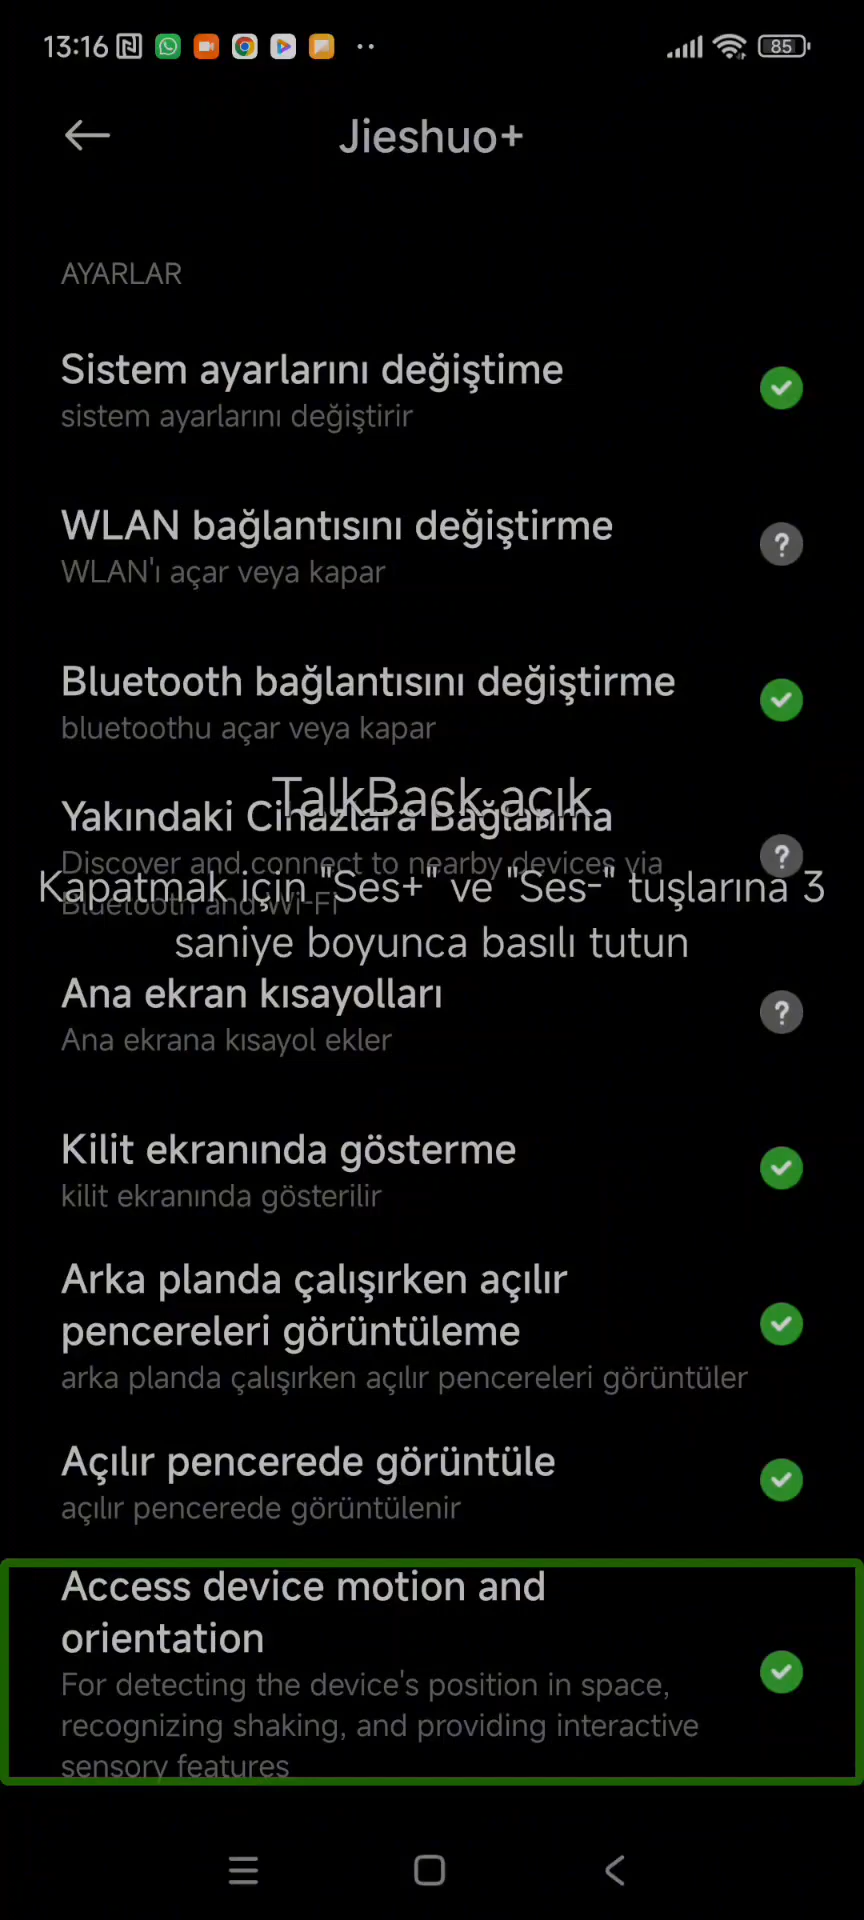 13:16
85
Jieshuo+
AYARLAR
Sistem ayarlarını değiştime
sistem ayarlarını değiştirir
WLAN bağlantısını değiştirme
WLAN'ı açar veya kapar
?
Bluetooth bağlantısını değiştirme
bluetoothu açar veya kapar
TalkBack açık
Yakındaki Cihazlara Bağlanma
Discover and connect to nearby devices via
Bluetooth and Wi-Fi
?
Kapatmak için "Ses+" ve "Ses-" tuşlarına 3
saniye boyunca basılı tutun
Ana ekran kısayolları
Ana ekrana kısayol ekler
?
Kilit ekranında gösterme
kilit ekranında gösterilir
Arka planda çalışırken açılır
pencereleri görüntüleme
arka planda çalışırken açılır pencereleri görüntüler
Açılır pencerede görüntüle
açılır pencerede görüntülenir
Access device motion and
orientation
For detecting the device's position in space,
recognizing shaking, and providing interactive
sensory features